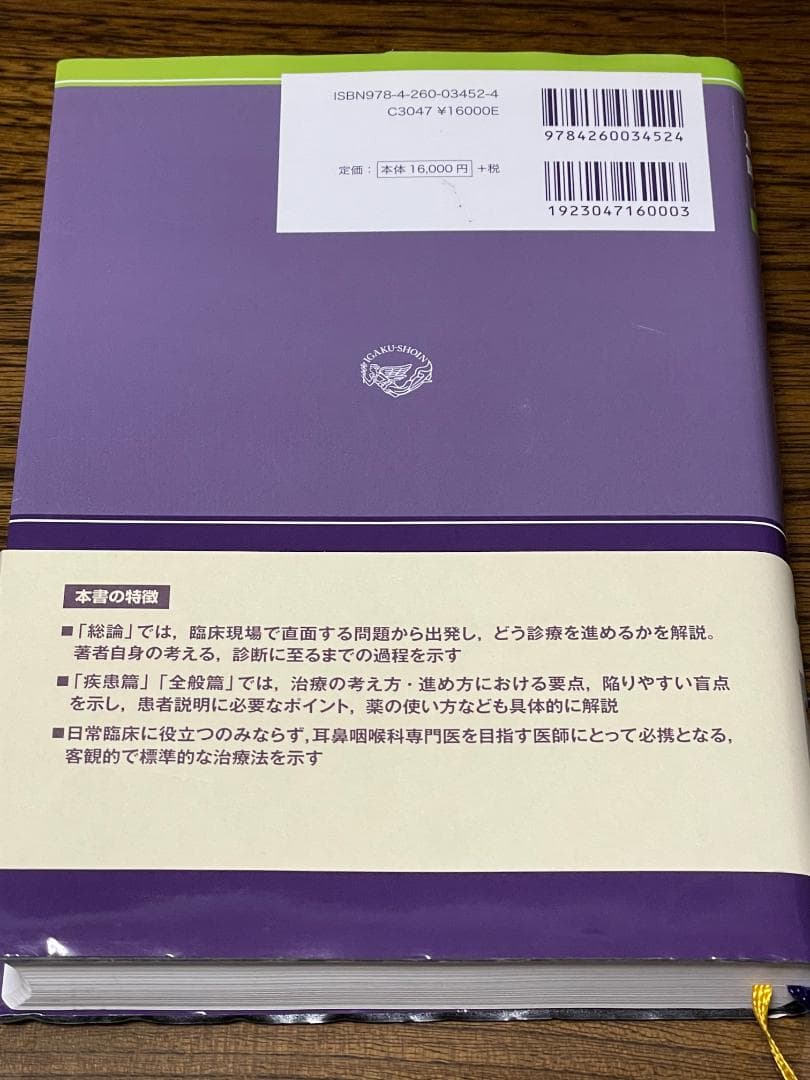 ISBN978-4-260-03452-4
C3047 ¥16000E
9784260034524
定価： 本体 16,000 円 +税
1923047160003
IGAKU-SHOIN
本書の特徴
■「総論」では，臨床現場で直面する問題から出発し，どう診療を進めるかを解説。
著者自身の考える，診断に至るまでの過程を示す
■「疾患篇」「全般篇」では，治療の考え方・進め方における要点，陥りやすい盲点
を示し，患者説明に必要なポイント，薬の使い方なども具体的に解説
■日常臨床に役立つのみならず，耳鼻咽喉科専門医を目指す医師にとって必携となる，
客観的で標準的な治療法を示す